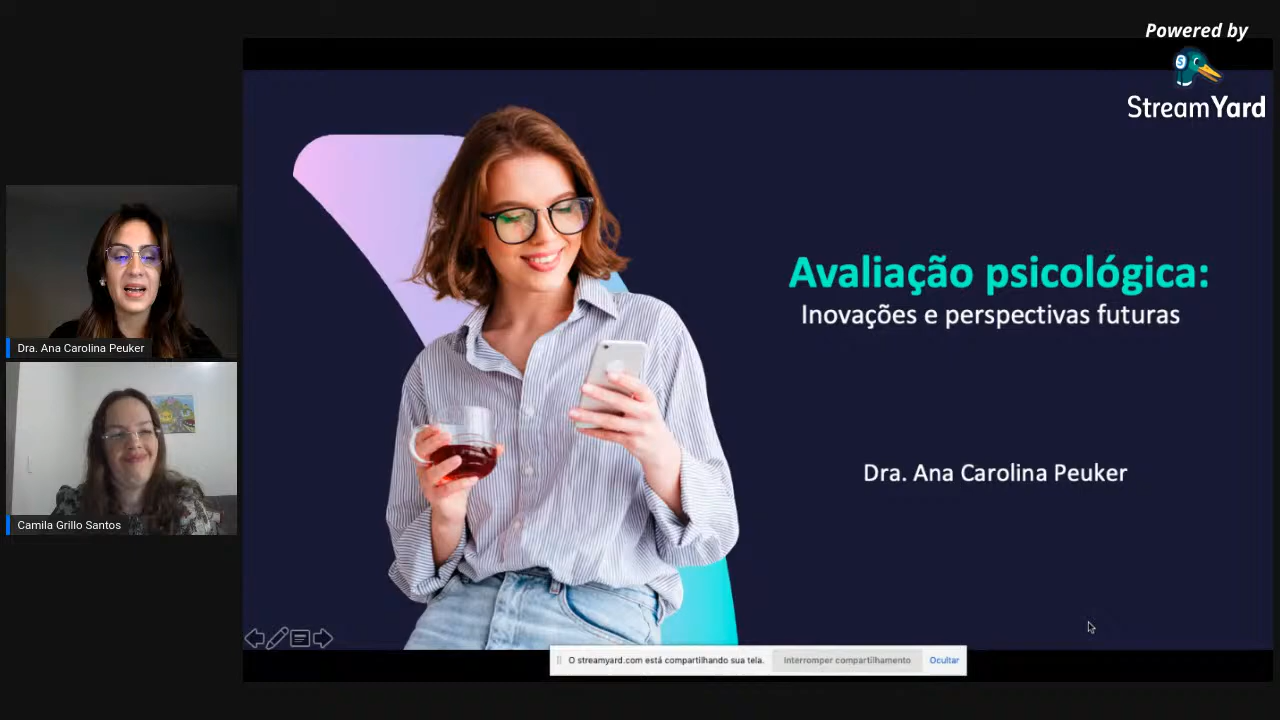 Powered by
StreamYard
Avaliação psicológica:
Inovações e perspectivas futuras
Dra. Ana Carolina Peuker
Dra. Ana Carolina Peuker
Camila Grillo Santos
O streamyard.com está compartilhando sua tela.
Interromper compartilhamento
Ocultar